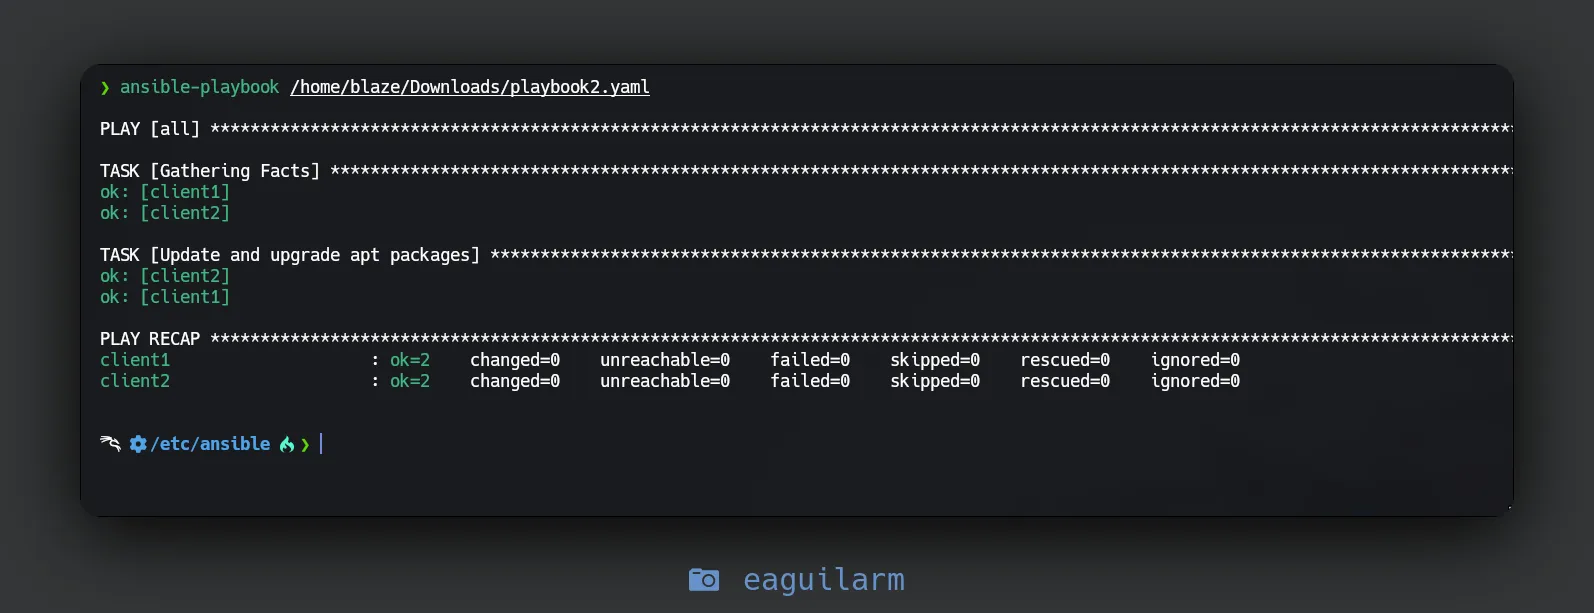 ❯ ansible-playbook /home/blaze/Downloads/playbook2.yaml
PLAY [all] ***********************************************************************************************************************************
TASK [Gathering Facts] ***********************************************************************************************************************
ok: [client1]
ok: [client2]
TASK [Update and upgrade apt packages] *******************************************************************************************************
ok: [client2]
ok: [client1]
PLAY RECAP ***********************************************************************************************************************************
client1                    : ok=2    changed=0    unreachable=0    failed=0    skipped=0    rescued=0    ignored=0
client2                    : ok=2    changed=0    unreachable=0    failed=0    skipped=0    rescued=0    ignored=0
/etc/ansible ❯
eaguilarm